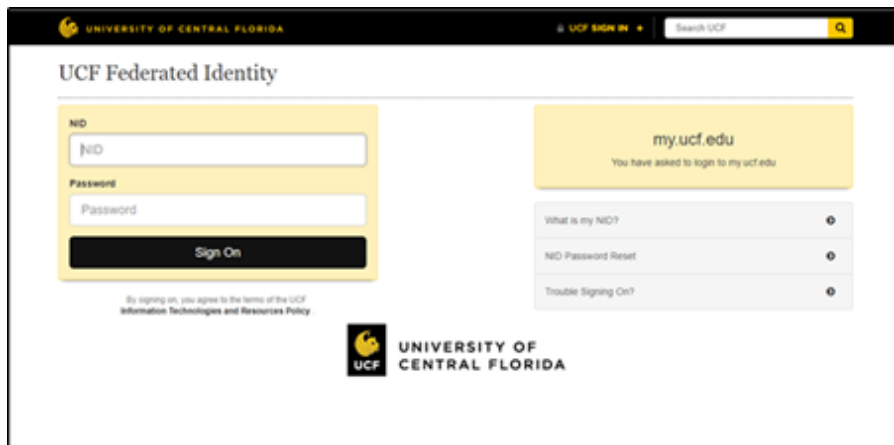 UNIVERSITY OF CENTRAL FLORIDA
UCF SIGN IN +
Search UCF
UCF Federated Identity
NID
NID
Password
Password
Sign On
By signing on, you agree to the terms of the UCF
Information Technologies and Resources Policy.
my.ucf.edu
You have asked to login to my.ucf.edu
What is my NID?
NID Password Reset
Trouble Signing On?
UCF
UNIVERSITY OF
CENTRAL FLORIDA